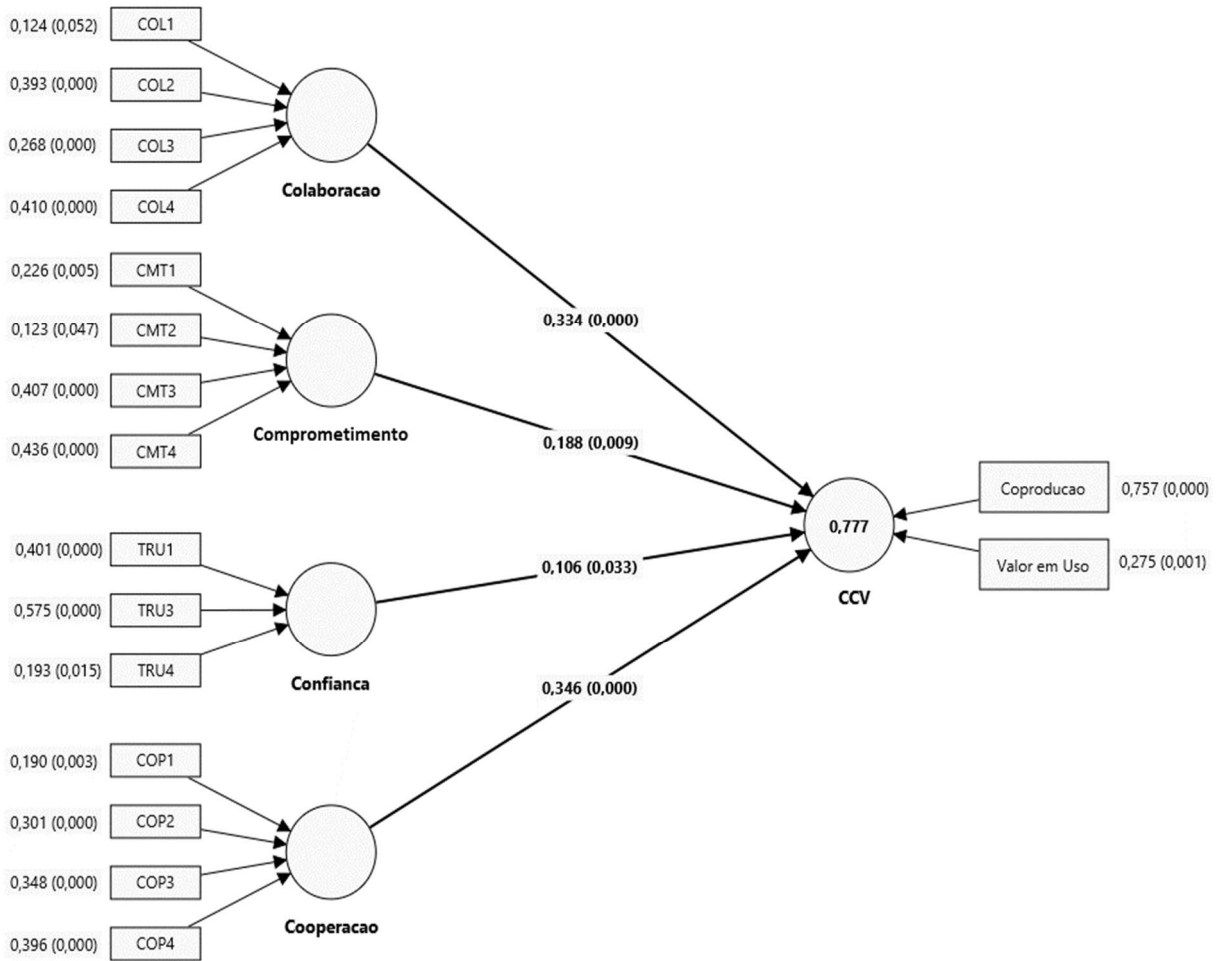 0,124 (0,052) COL1
0,393 (0,000) COL2
0,268 (0,000) COL3
0,410 (0,000) COL4
Colaboracao
0,226 (0,005) CMT1
0,123 (0,047) CMT2
0,407 (0,000) CMT3
0,436 (0,000) CMT4
Comprometimento
0,401 (0,000) TRU1
0,575 (0,000) TRU3
0,193 (0,015) TRU4
Confianca
0,190 (0,003) COP1
0,301 (0,000) COP2
0,348 (0,000) COP3
0,396 (0,000) COP4
Cooperacao
0,334 (0,000)
0,188 (0,009)
0,106 (0,033)
0,346 (0,000)
0,777
CCV
Coproducao 0,757 (0,000)
Valor em Uso 0,275 (0,001)